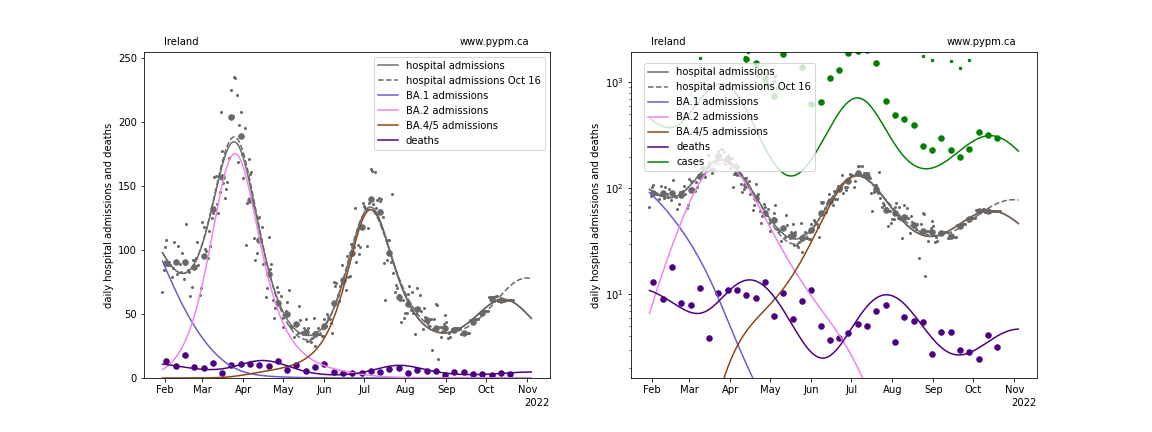 Ireland
www.pypm.ca
daily hospital admissions and deaths
250
200
150
100
50
0
hospital admissions
hospital admissions Oct 16
BA.1 admissions
BA.2 admissions
BA.4/5 admissions
deaths
Feb
Mar
Apr
May
Jun
Jul
Aug
Sep
Oct
Nov
2022
Ireland
www.pypm.ca
daily hospital admissions and deaths
10³
10²
10¹
hospital admissions
hospital admissions Oct 16
BA.1 admissions
BA.2 admissions
BA.4/5 admissions
deaths
cases
Feb
Mar
Apr
May
Jun
Jul
Aug
Sep
Oct
Nov
2022